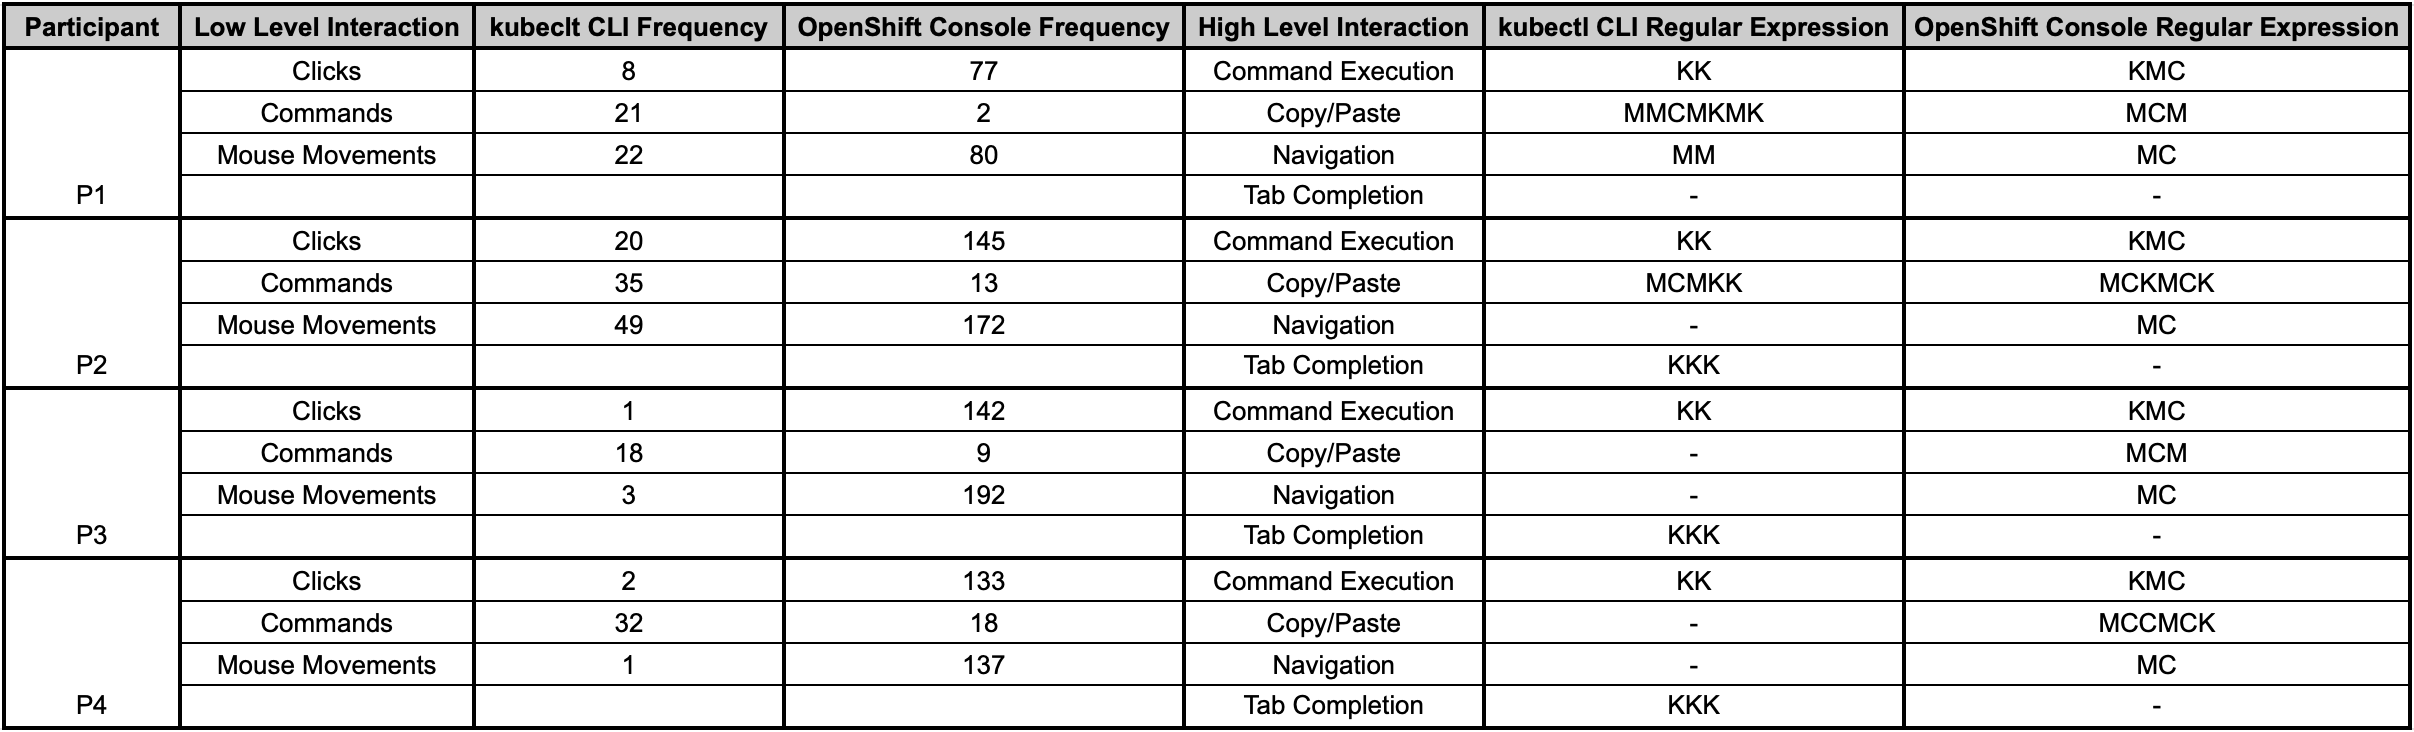 Participant Low Level Interaction kubeclt CLI Frequency OpenShift Console Frequency High Level Interaction kubectl CLI Regular Expression OpenShift Console Regular Expression
Clicks 8 77 Command Execution KK KMC
Commands 21 2 Copy/Paste MMCMKMK MCM
Mouse Movements 22 80 Navigation MM MC
P1 Tab Completion - -
Clicks 20 145 Command Execution KK KMC
Commands 35 13 Copy/Paste MCMKK MCKMCK
Mouse Movements 49 172 Navigation - MC
P2 Tab Completion KKK -
Clicks 1 142 Command Execution KK KMC
Commands 18 9 Copy/Paste - MCM
Mouse Movements 3 192 Navigation - MC
P3 Tab Completion KKK -
Clicks 2 133 Command Execution KK KMC
Commands 32 18 Copy/Paste - MCCMCK
Mouse Movements 1 137 Navigation - MC
P4 Tab Completion KKK -